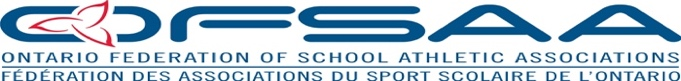 OFSAA
ONTARIO FEDERATION OF SCHOOL ATHLETIC ASSOCIATIONS
FÉDÉRATION DES ASSOCIATIONS DU SPORT SCOLAIRE DE L'ONTARIO